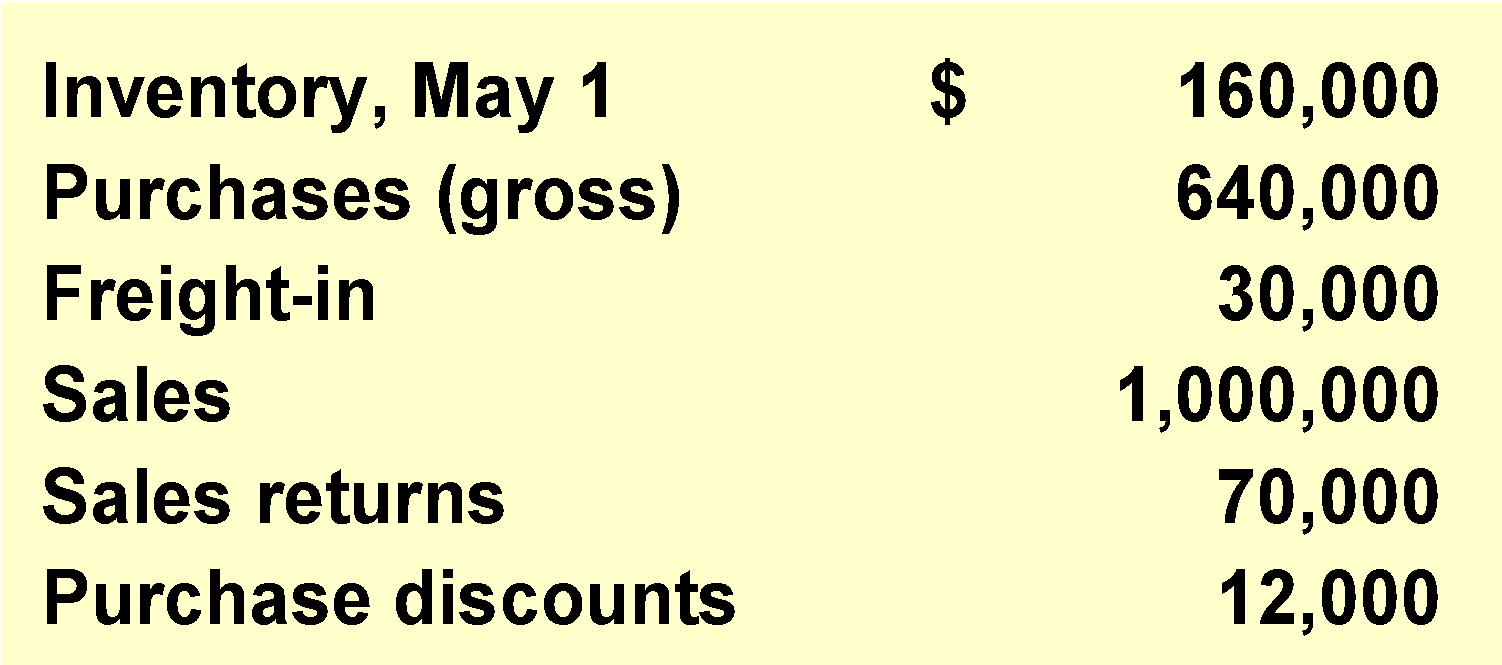 Inventory, May 1 $ 160,000
Purchases (gross) 640,000
Freight-in 30,000
Sales 1,000,000
Sales returns 70,000
Purchase discounts 12,000